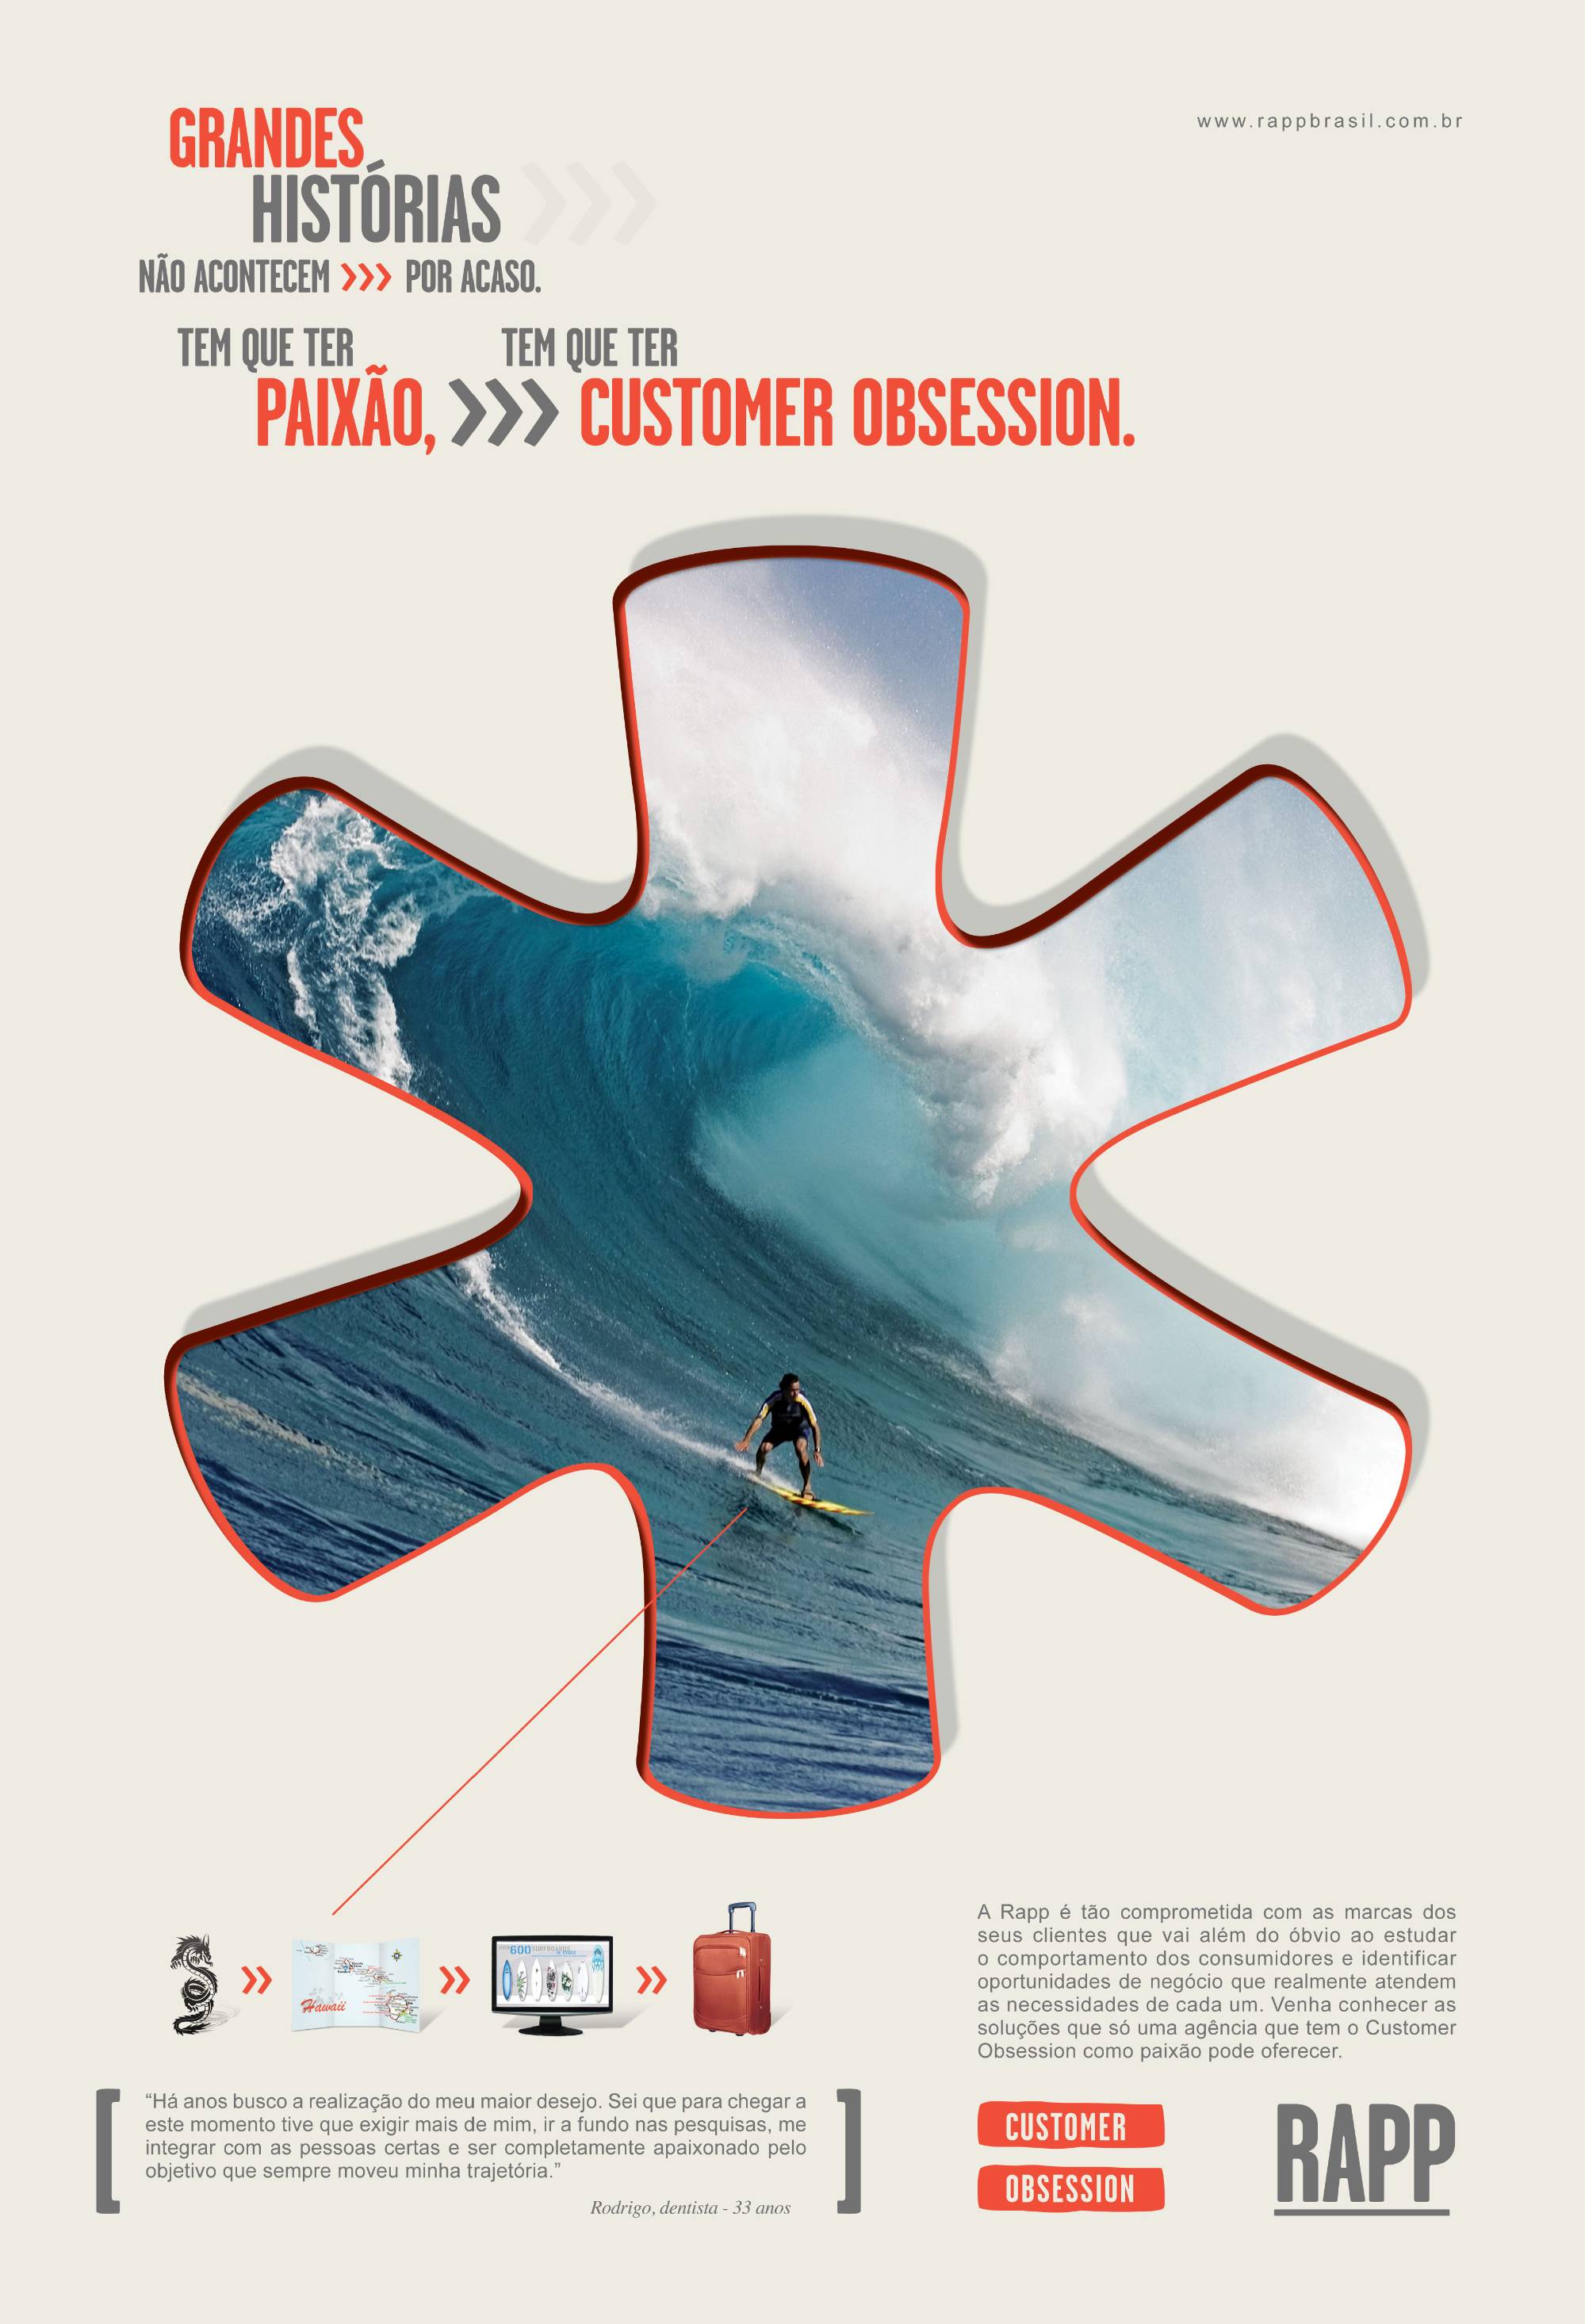 GRANDES
www.rappbrasil.com.br
HISTÓRIAS
NÃO ACONTECEM >>> POR ACASO.
TEM QUE TER TEM QUE TER
PAIXÃO, >>> CUSTOMER OBSESSION.
600 SURFBOARDS
Hawaii
A Rapp é tão comprometida com as marcas dos
seus clientes que vai além do óbvio ao estudar
o comportamento dos consumidores e identificar
oportunidades de negócio que realmente atendem
as necessidades de cada um. Venha conhecer as
soluções que só uma agência que tem o Customer
Obsession como paixão pode oferecer.
“Há anos busco a realização do meu maior desejo. Sei que para chegar a
este momento tive que exigir mais de mim, ir a fundo nas pesquisas, me
integrar com as pessoas certas e ser completamente apaixonado pelo
objetivo que sempre moveu minha trajetória.”
Rodrigo, dentista - 33 anos
CUSTOMER
OBSESSION
RAPP